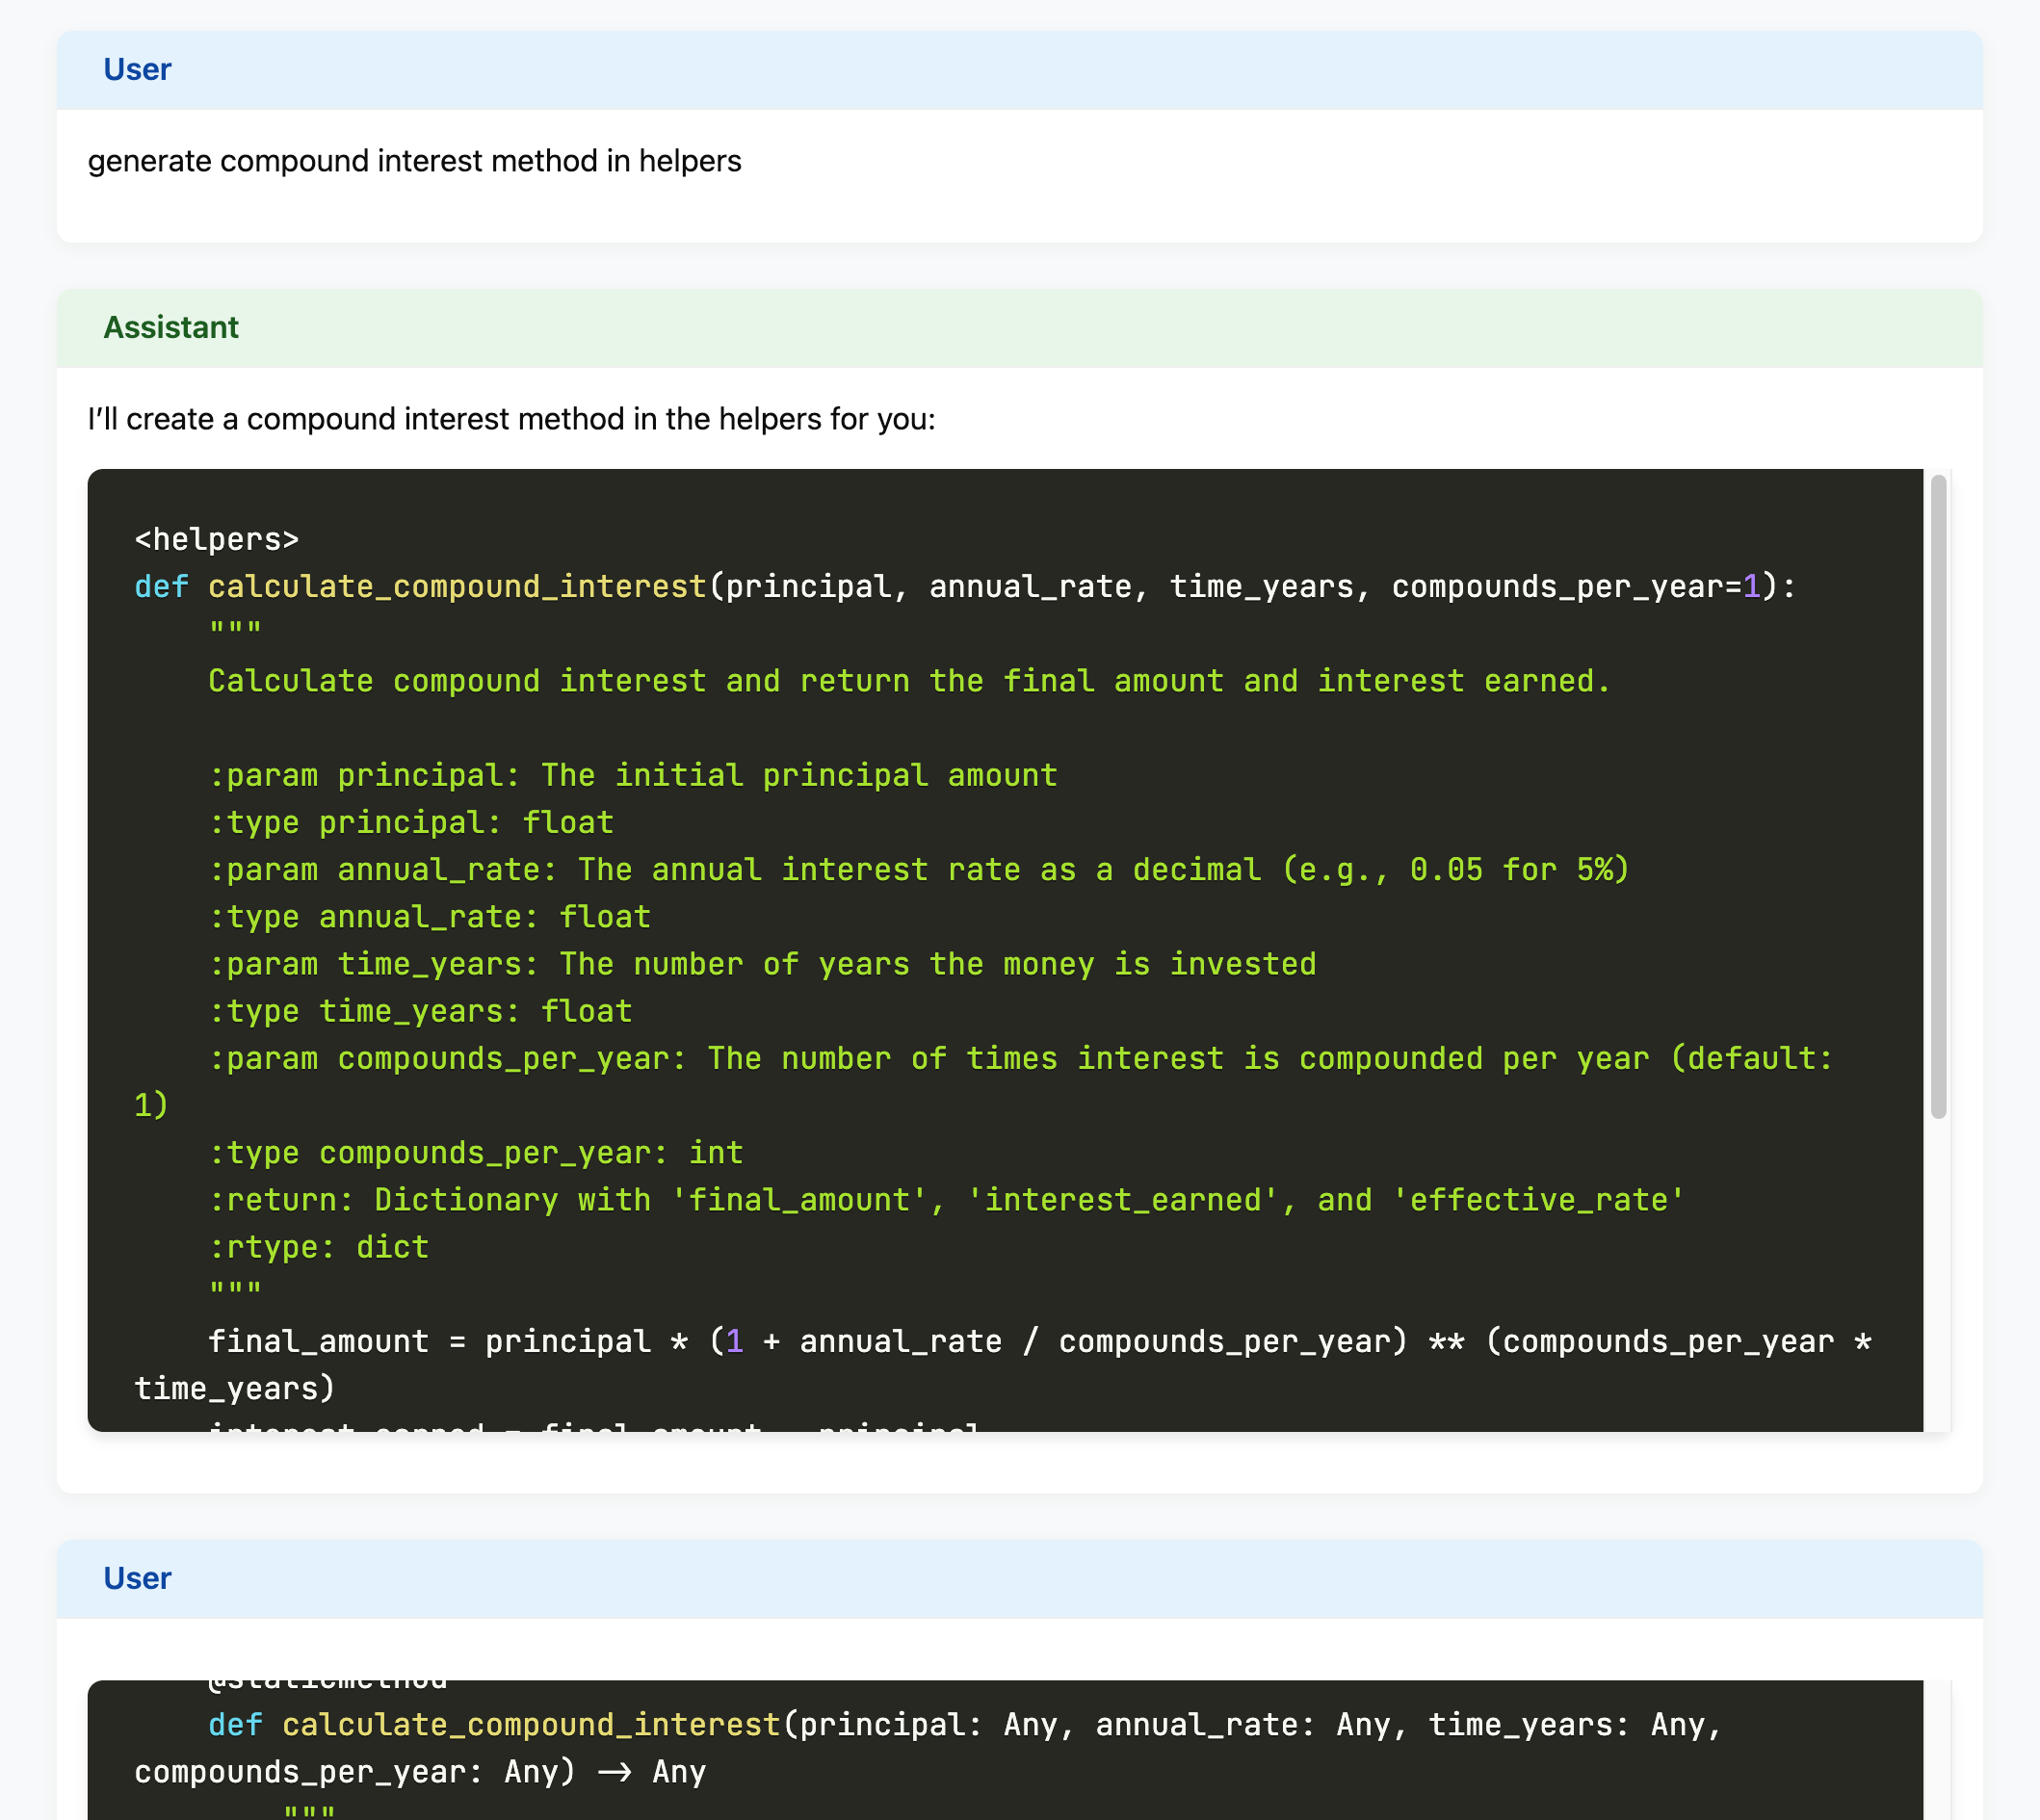 User
generate compound interest method in helpers
Assistant
I’ll create a compound interest method in the helpers for you:
<helpers>
def calculate_compound_interest(principal, annual_rate, time_years, compounds_per_year=1):
    """
    Calculate compound interest and return the final amount and interest earned.

    :param principal: The initial principal amount
    :type principal: float
    :param annual_rate: The annual interest rate as a decimal (e.g., 0.05 for 5%)
    :type annual_rate: float
    :param time_years: The number of years the money is invested
    :type time_years: float
    :param compounds_per_year: The number of times interest is compounded per year (default:
1)
    :type compounds_per_year: int
    :return: Dictionary with 'final_amount', 'interest_earned', and 'effective_rate'
    :rtype: dict
    """
    final_amount = principal * (1 + annual_rate / compounds_per_year) ** (compounds_per_year *
time_years)
    interest_earned = final_amount - principal
User
    @staticmethod
    def calculate_compound_interest(principal: Any, annual_rate: Any, time_years: Any,
compounds_per_year: Any) -> Any
        """